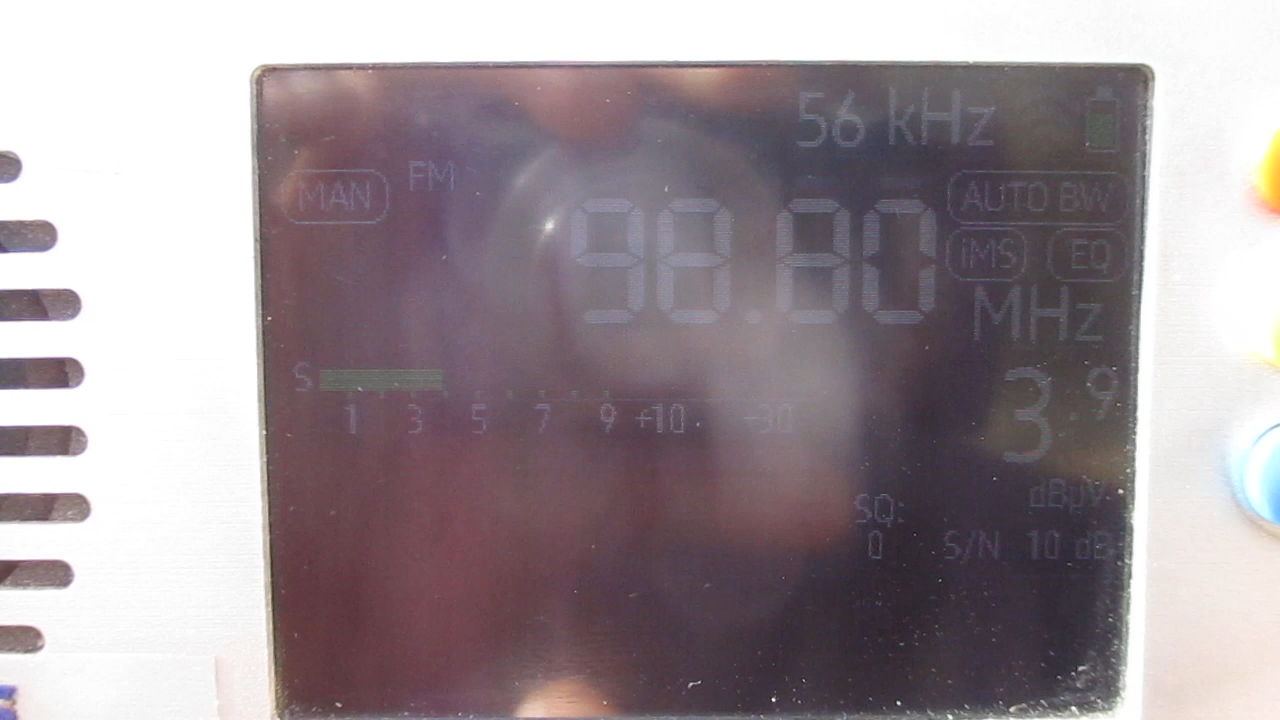 56 kHz
MAN FM AUTO BW
98.80
iMS EQ
MHz
S
1 3 5 7 9 +10 +30
3.9
dBµV
SQ:
0 S/N 10 dB